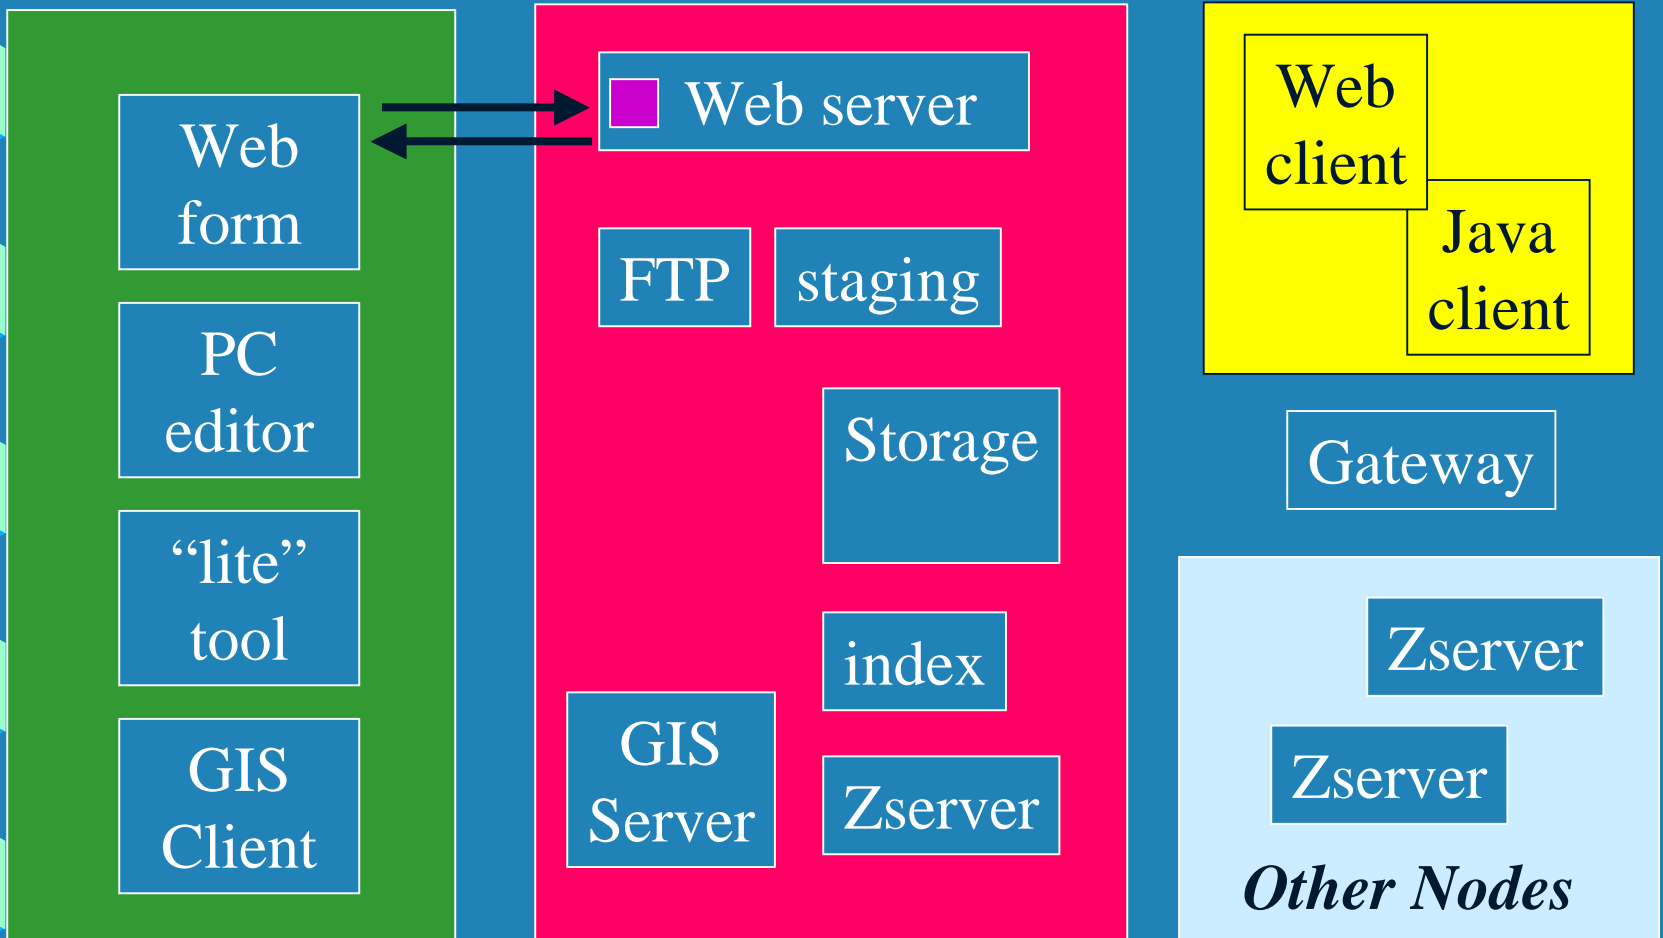 Web
form
PC
editor
“lite”
tool
GIS
Client
Web server
FTP
staging
Storage
index
GIS
Server
Zserver
Web
client
Java
client
Gateway
Zserver
Zserver
Other Nodes